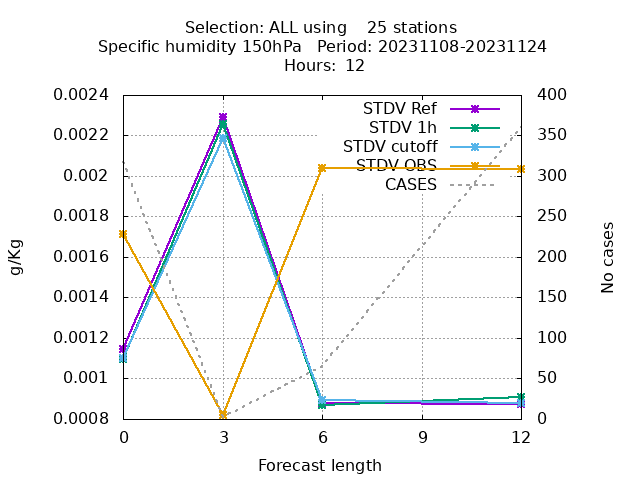 Selection: ALL using    25 stations
Specific humidity 150hPa   Period: 20231108-20231124
Hours: 12
0.0024
0.0022
0.002
0.0018
0.0016
0.0014
0.0012
0.001
0.0008
400
350
300
250
200
150
100
50
0
STDV Ref
STDV 1h
STDV cutoff
STDV OBS
CASES
g/Kg
No cases
0 3 6 9 12
Forecast length